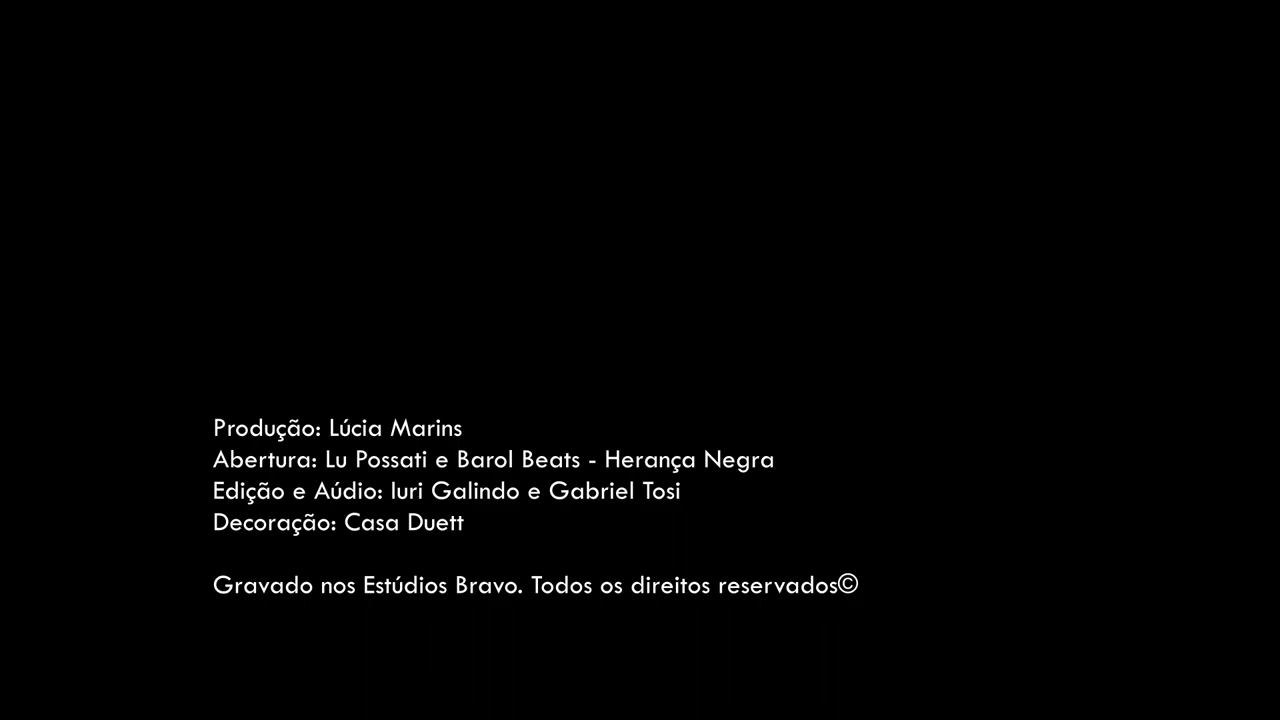 Produção: Lúcia Marins
Abertura: Lu Possati e Barol Beats - Herança Negra
Edição e Aúdio: Iuri Galindo e Gabriel Tosi
Decoração: Casa Duett
Gravado nos Estúdios Bravo. Todos os direitos reservados©